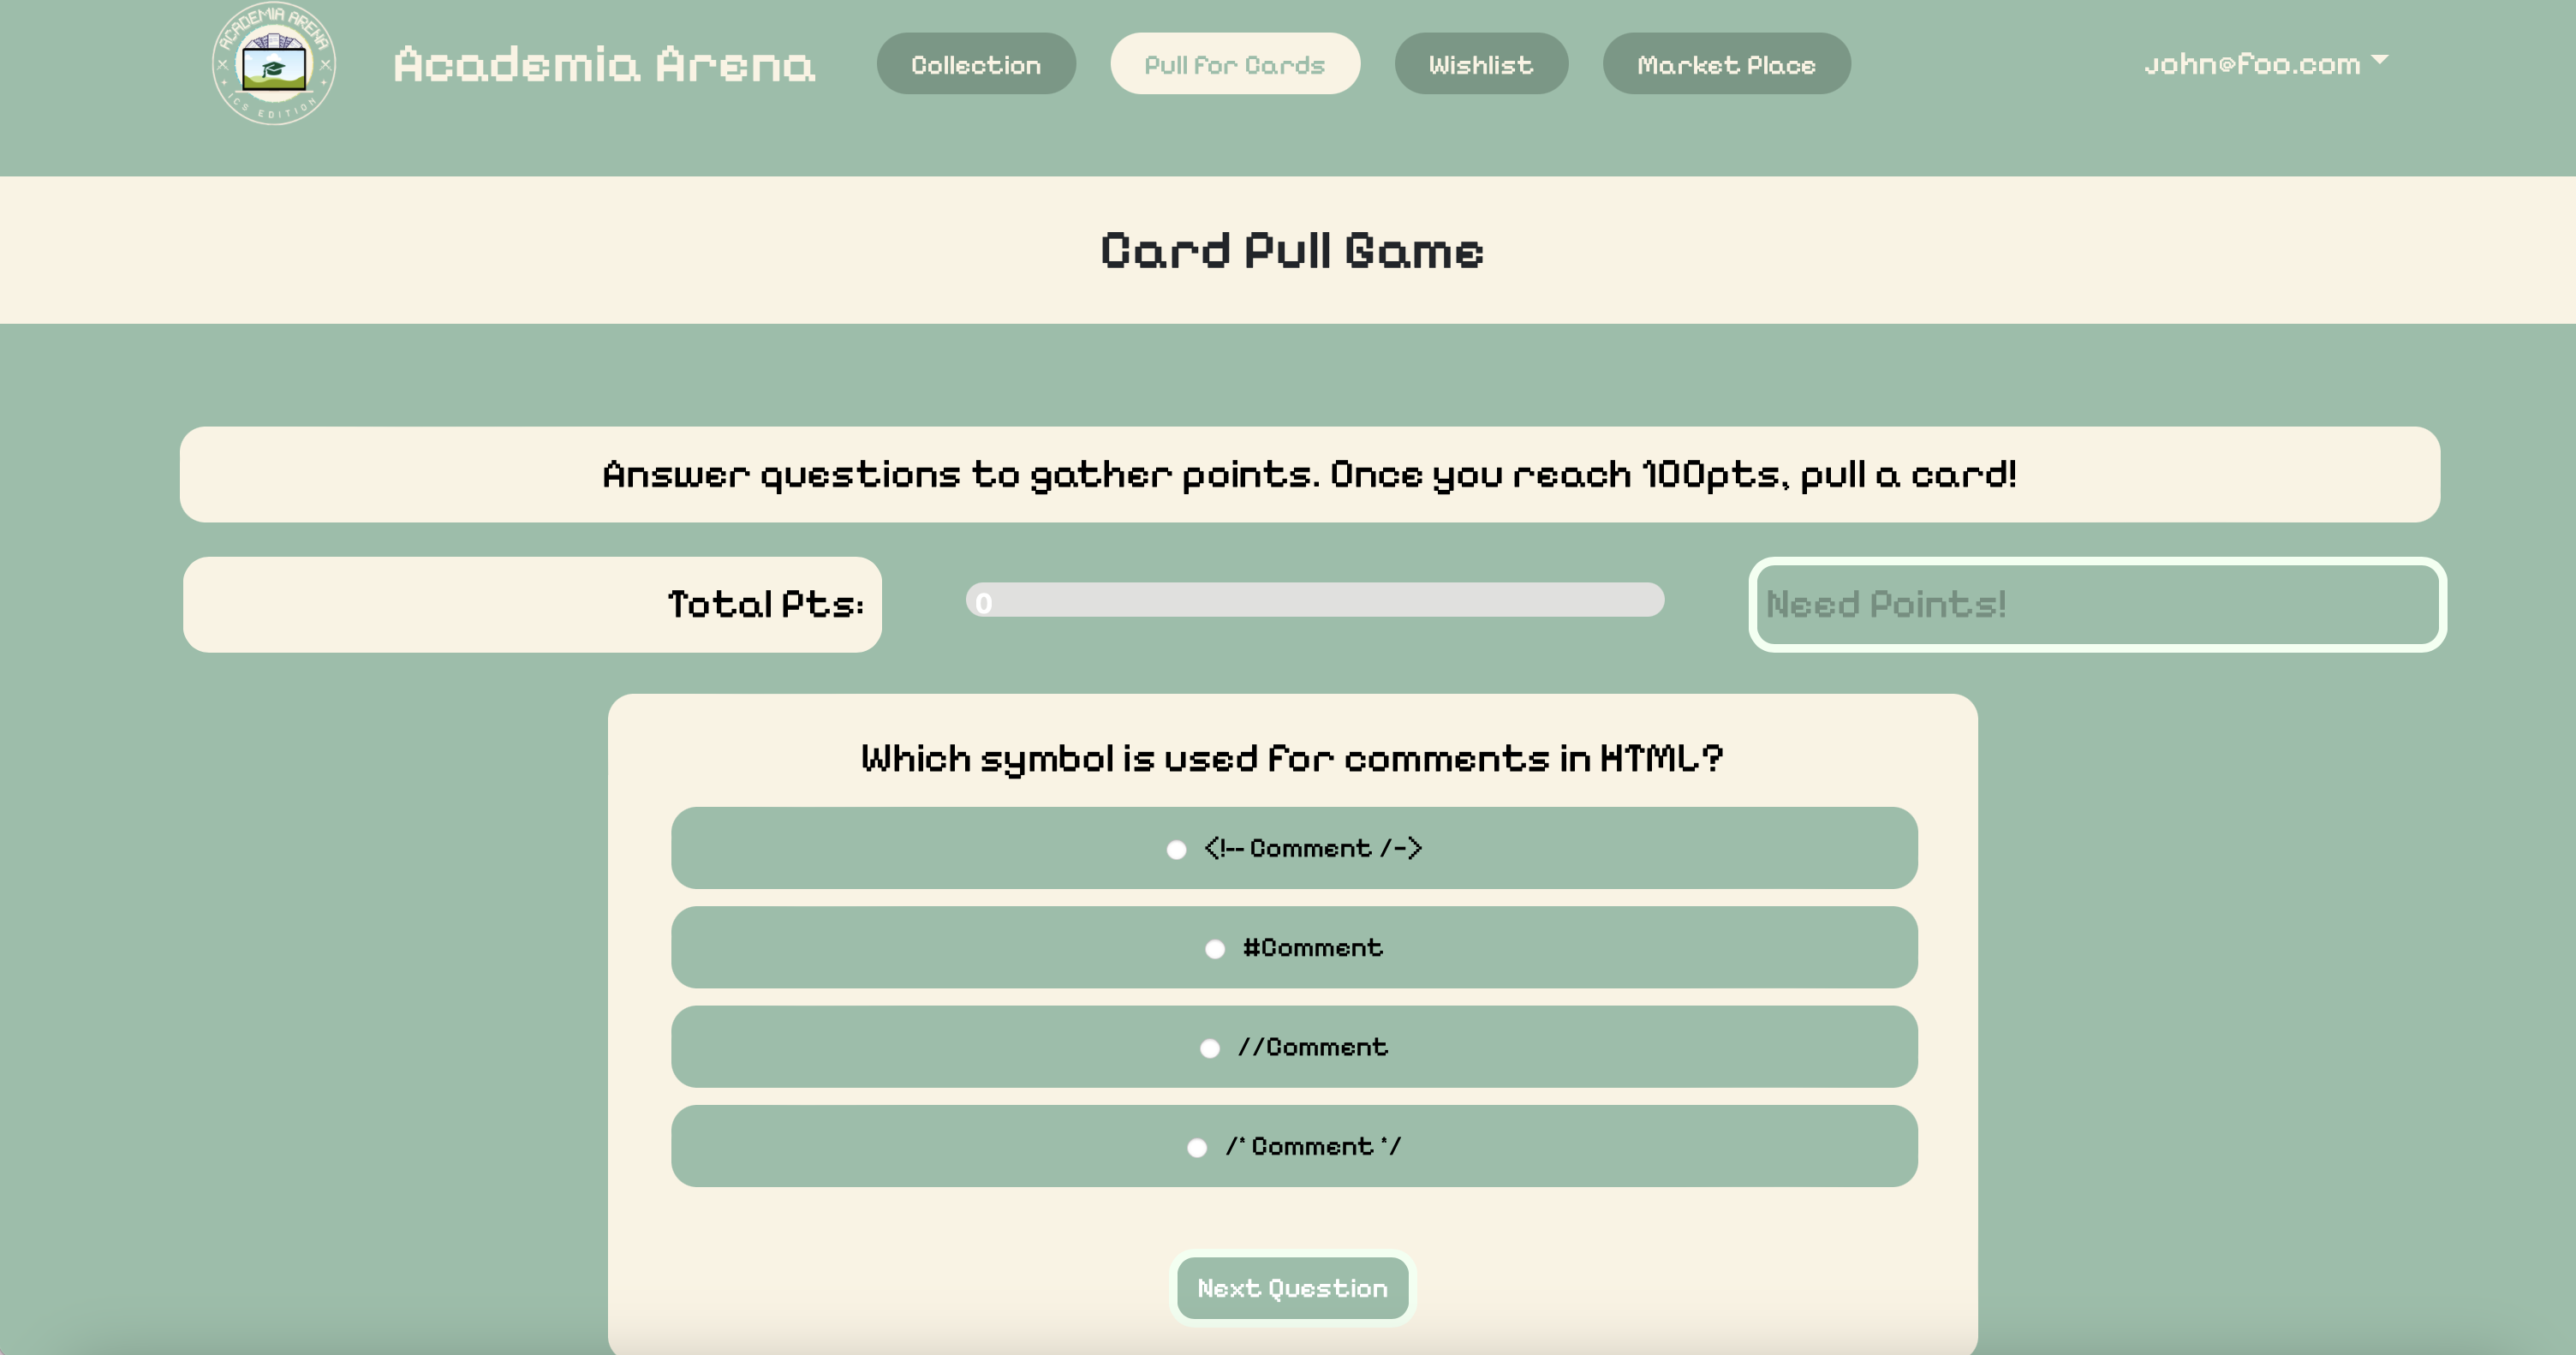 ACADEMIA ARENA
ICS EDITION
Academia Arena
Collection
Pull for Cards
Wishlist
Market Place
john@foo.com
Card Pull Game
Answer questions to gather points. Once you reach 100pts, pull a card!
Total Pts:
0
Need Points!
Which symbol is used for comments in HTML?
<!-- Comment /->
#Comment
//Comment
/* Comment */
Next Question